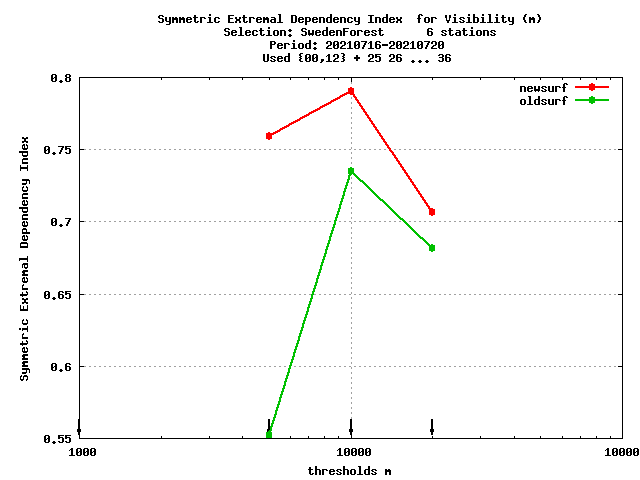 Symmetric Extremal Dependency Index  for Visibility (m)
Selection: SwedenForest      6 stations
Period: 20210716-20210720
Used {00,12} + 25 26 ... 36
newsurf
oldsurf
Symmetric Extremal Dependency Index
0.8
0.75
0.7
0.65
0.6
0.55
1000
10000
10000
thresholds m